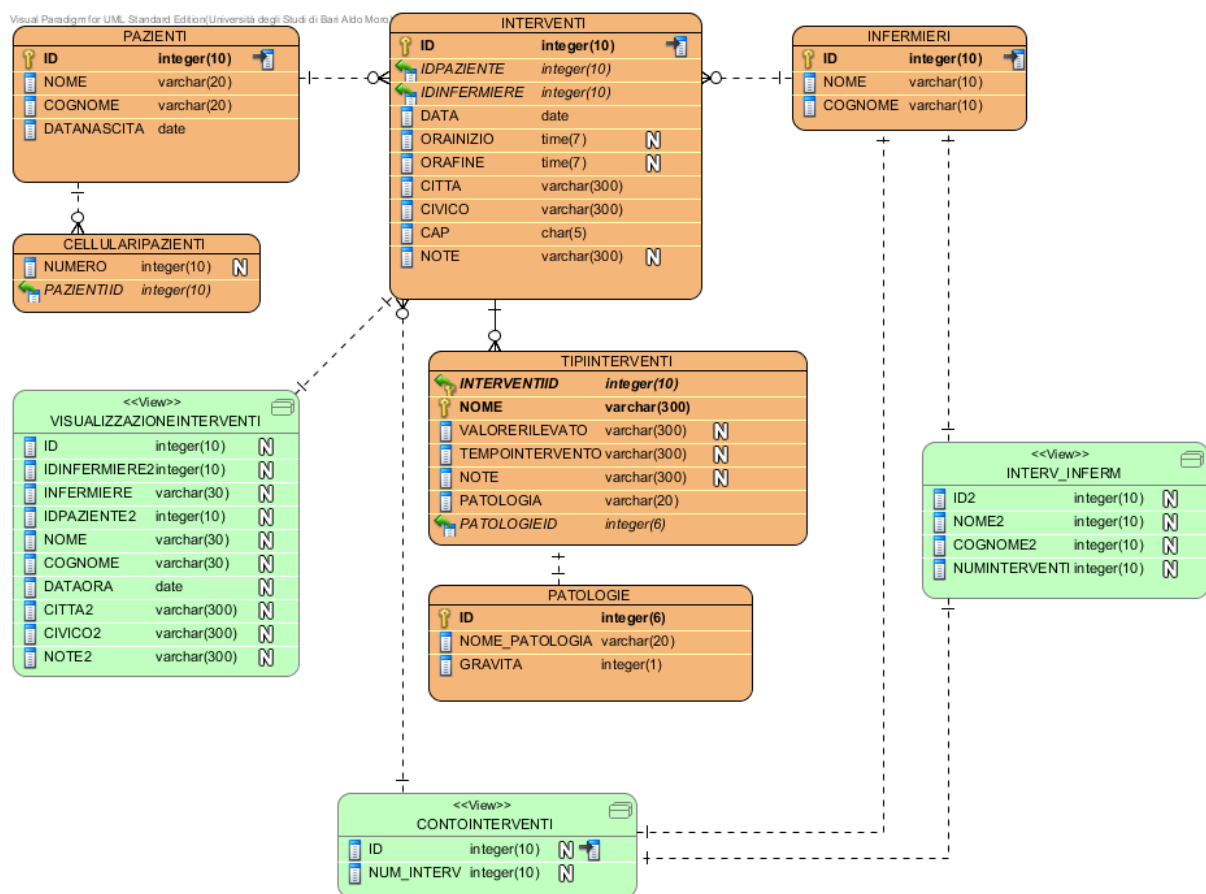 Visual Paradigm for UML Standard Edition(Università degli Studi di Bari Aldo Moro
PAZIENTI
ID integer(10)
NOME varchar(20)
COGNOME varchar(20)
DATANASCITA date
INTERVENTI
ID integer(10)
IDPAZIENTE integer(10)
IDINFERMIERE integer(10)
DATA date
ORAINIZIO time(7) N
ORAFINE time(7) N
CITTA varchar(300)
CIVICO varchar(300)
CAP char(5)
NOTE varchar(300) N
INFERMIERI
ID integer(10)
NOME varchar(10)
COGNOME varchar(10)
CELLULARIPAZIENTI
NUMERO integer(10) N
PAZIENTIID integer(10)
TIPIINTERVENTI
INTERVENTIID integer(10)
NOME varchar(300)
VALORERILEVATO varchar(300) N
TEMPOINTERVENTO varchar(300) N
NOTE varchar(300) N
PATOLOGIA varchar(20)
PATOLOGIEID integer(6)
<<View>>
VISUALIZZAZIONEINTERVENTI
ID integer(10) N
IDINFERMIERE2 integer(10) N
INFERMIERE varchar(30) N
IDPAZIENTE2 integer(10) N
NOME varchar(30) N
COGNOME varchar(30) N
DATAORA date N
CITTA2 varchar(300) N
CIVICO2 varchar(300) N
NOTE2 varchar(300) N
<<View>>
INTERV_INFERM
ID2 integer(10) N
NOME2 integer(10) N
COGNOME2 integer(10) N
NUMINTERVENTI integer(10) N
PATOLOGIE
ID integer(6)
NOME_PATOLOGIA varchar(20)
GRAVITA integer(1)
<<View>>
CONTOINTERVENTI
ID integer(10) N
NUM_INTERV integer(10) N